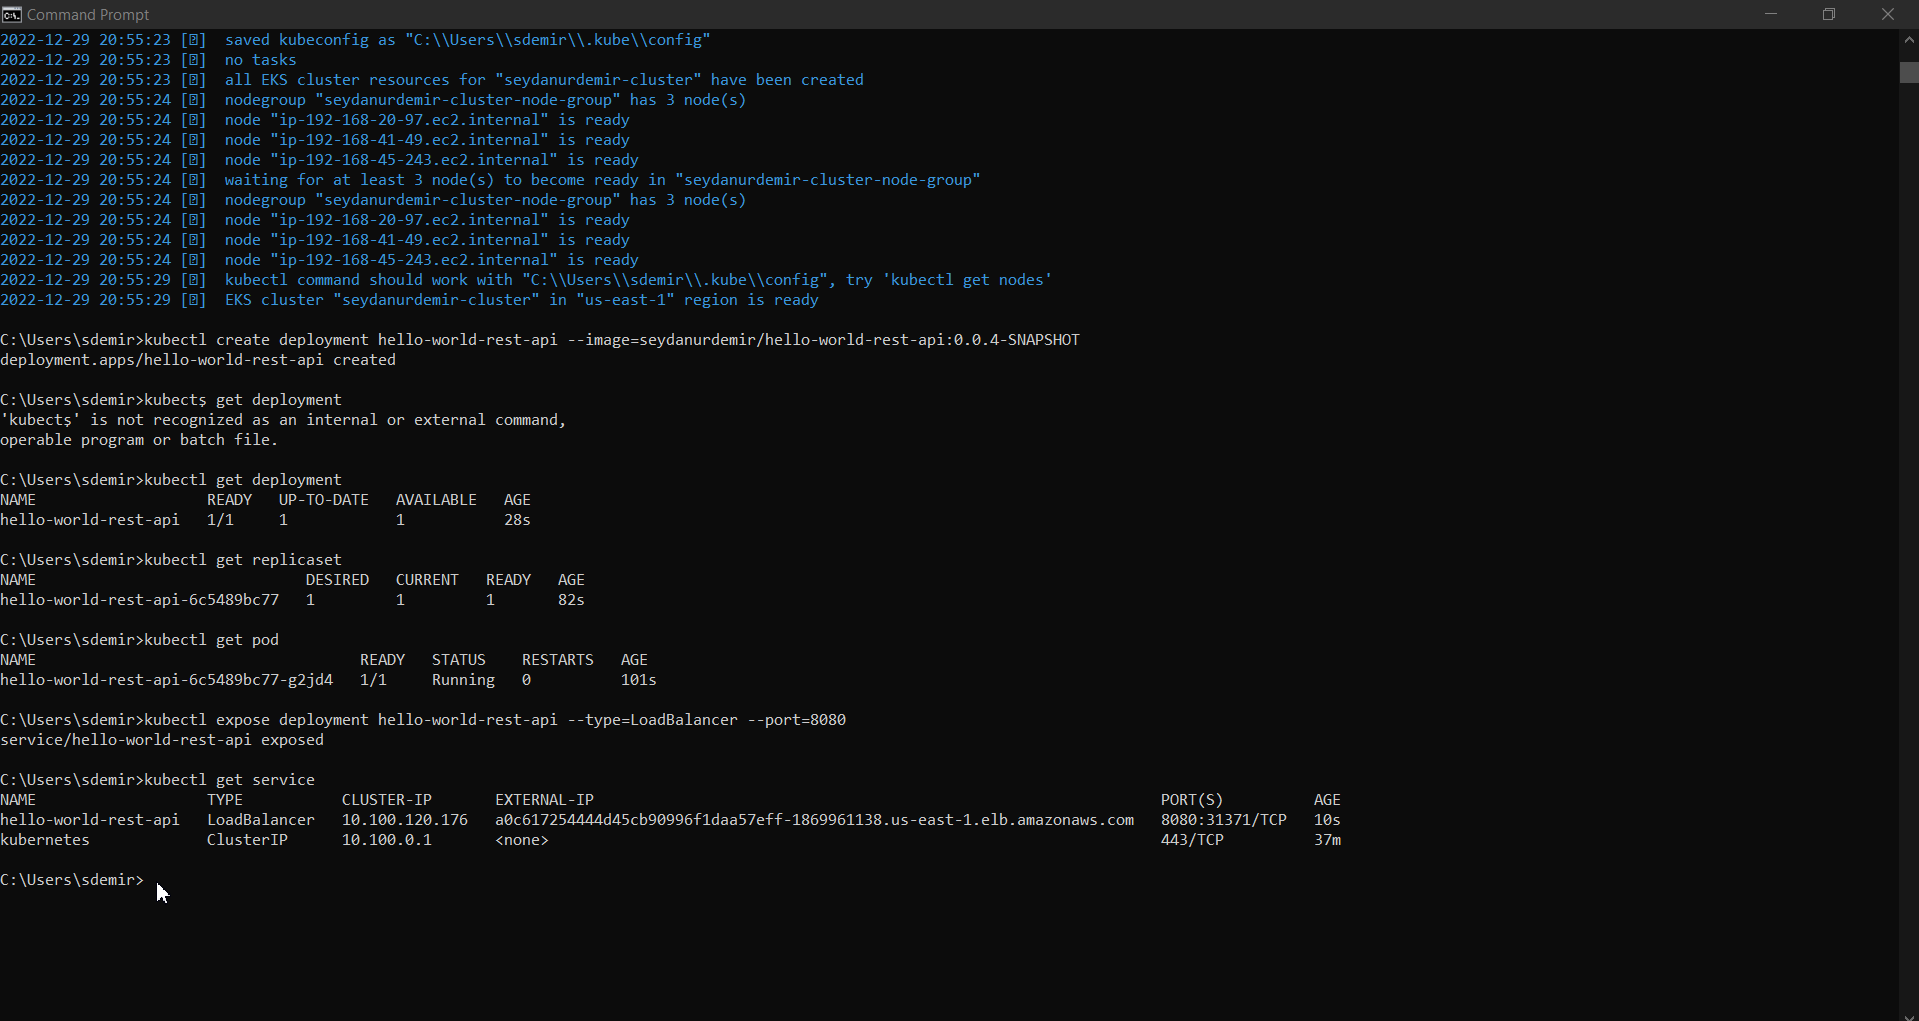 Command Prompt
2022-12-29 20:55:23 [?]  saved kubeconfig as "C:\\Users\\sdemir\\.kube\\config"
2022-12-29 20:55:23 [?]  no tasks
2022-12-29 20:55:23 [?]  all EKS cluster resources for "seydanurdemir-cluster" have been created
2022-12-29 20:55:24 [?]  nodegroup "seydanurdemir-cluster-node-group" has 3 node(s)
2022-12-29 20:55:24 [?]  node "ip-192-168-20-97.ec2.internal" is ready
2022-12-29 20:55:24 [?]  node "ip-192-168-41-49.ec2.internal" is ready
2022-12-29 20:55:24 [?]  node "ip-192-168-45-243.ec2.internal" is ready
2022-12-29 20:55:24 [?]  waiting for at least 3 node(s) to become ready in "seydanurdemir-cluster-node-group"
2022-12-29 20:55:24 [?]  nodegroup "seydanurdemir-cluster-node-group" has 3 node(s)
2022-12-29 20:55:24 [?]  node "ip-192-168-20-97.ec2.internal" is ready
2022-12-29 20:55:24 [?]  node "ip-192-168-41-49.ec2.internal" is ready
2022-12-29 20:55:24 [?]  node "ip-192-168-45-243.ec2.internal" is ready
2022-12-29 20:55:29 [?]  kubectl command should work with "C:\\Users\\sdemir\\.kube\\config", try 'kubectl get nodes'
2022-12-29 20:55:29 [?]  EKS cluster "seydanurdemir-cluster" in "us-east-1" region is ready
C:\Users\sdemir>kubectl create deployment hello-world-rest-api --image=seydanurdemir/hello-world-rest-api:0.0.4-SNAPSHOT
deployment.apps/hello-world-rest-api created
C:\Users\sdemir>kubectş get deployment
'kubectş' is not recognized as an internal or external command,
operable program or batch file.
C:\Users\sdemir>kubectl get deployment
NAME                   READY   UP-TO-DATE   AVAILABLE   AGE
hello-world-rest-api   1/1     1            1           28s
C:\Users\sdemir>kubectl get replicaset
NAME                              DESIRED   CURRENT   READY   AGE
hello-world-rest-api-6c5489bc77   1         1         1       82s
C:\Users\sdemir>kubectl get pod
NAME                                    READY   STATUS    RESTARTS   AGE
hello-world-rest-api-6c5489bc77-g2jd4   1/1     Running   0          101s
C:\Users\sdemir>kubectl expose deployment hello-world-rest-api --type=LoadBalancer --port=8080
service/hello-world-rest-api exposed
C:\Users\sdemir>kubectl get service
NAME                   TYPE           CLUSTER-IP       EXTERNAL-IP                                                               PORT(S)          AGE
hello-world-rest-api   LoadBalancer   10.100.120.176   a0c617254444d45cb90996f1daa57eff-1869961138.us-east-1.elb.amazonaws.com   8080:31371/TCP   10s
kubernetes             ClusterIP      10.100.0.1       <none>                                                                    443/TCP          37m
C:\Users\sdemir>